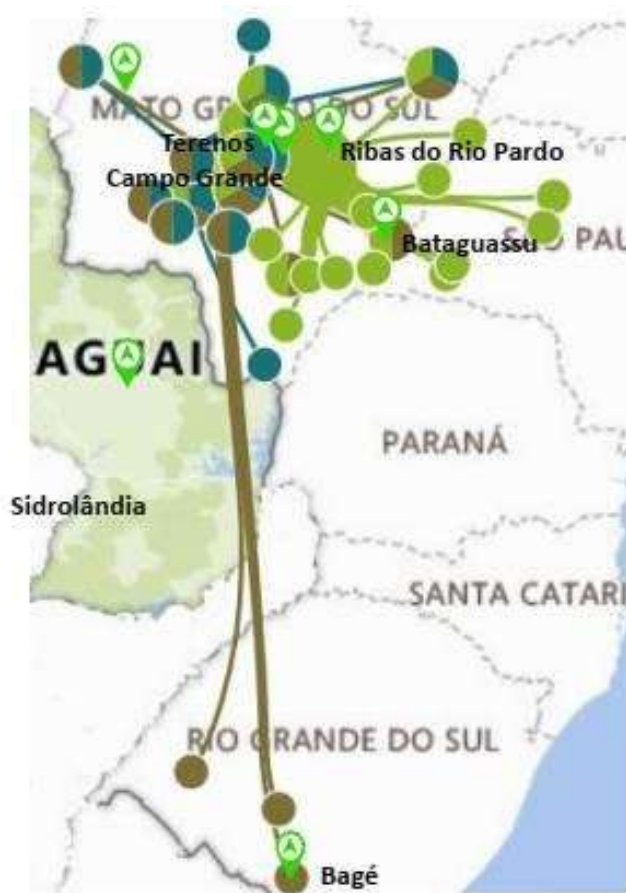 MATO GROSSO DO SUL
Terenos
Ribas do Rio Pardo
Campo Grande
Bataguassu
SÃO PAU
AGUAI
PARANÁ
Sidrolândia
SANTA CATARI
RIO GRANDE DO SUL
Bagé